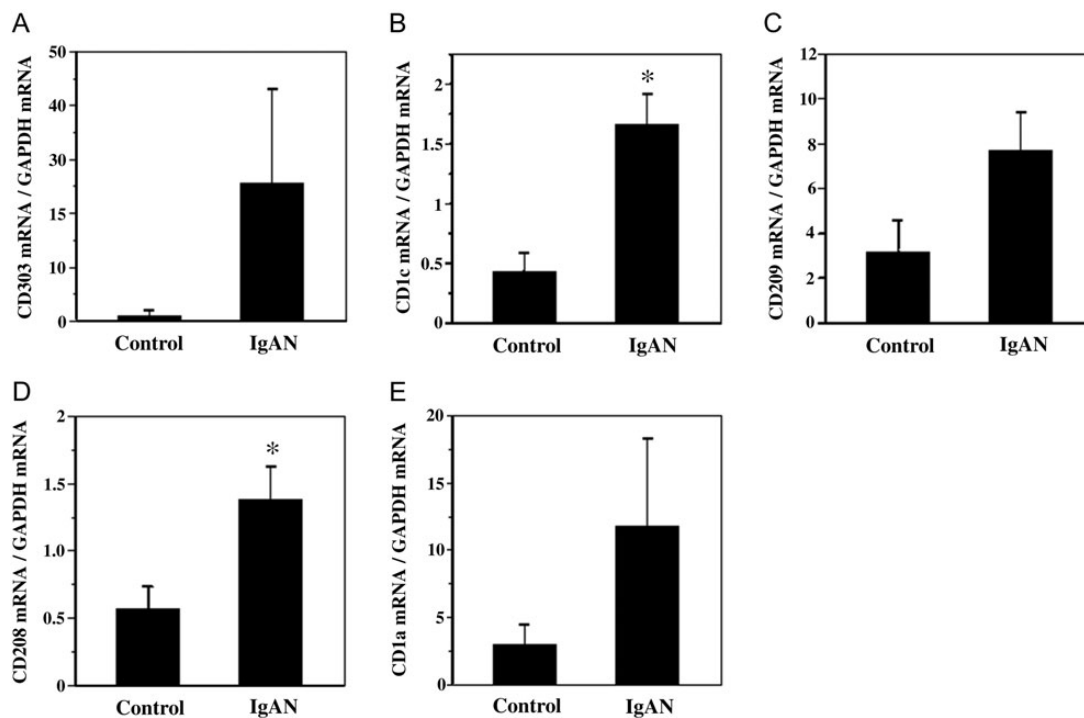 A
CD303 mRNA / GAPDH mRNA
50
40
30
15
10
0
Control
IgAN
B
CD1c mRNA / GAPDH mRNA
2
1.5
1
0.5
0
*
Control
IgAN
C
CD209 mRNA / GAPDH mRNA
12
10
8
6
4
2
0
Control
IgAN
D
CD208 mRNA / GAPDH mRNA
2
1.5
1.0
0.5
0
*
Control
IgAN
E
CD1a mRNA / GAPDH mRNA
20
15
10
5
0
Control
IgAN